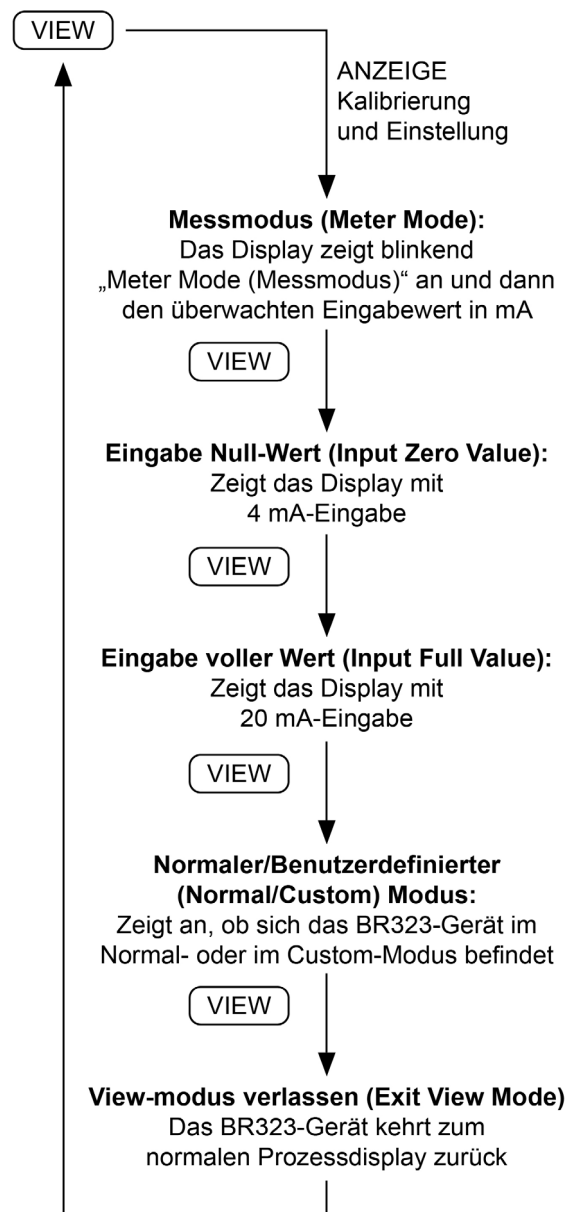 VIEW
ANZEIGE
Kalibrierung
und Einstellung
Messmodus (Meter Mode):
Das Display zeigt blinkend
„Meter Mode (Messmodus)“ an und dann
den überwachten Eingabewert in mA
VIEW
Eingabe Null-Wert (Input Zero Value):
Zeigt das Display mit
4 mA-Eingabe
VIEW
Eingabe voller Wert (Input Full Value):
Zeigt das Display mit
20 mA-Eingabe
VIEW
Normaler/Benutzerdefinierter
(Normal/Custom) Modus:
Zeigt an, ob sich das BR323-Gerät im
Normal- oder im Custom-Modus befindet
VIEW
View-modus verlassen (Exit View Mode)
Das BR323-Gerät kehrt zum
normalen Prozessdisplay zurück